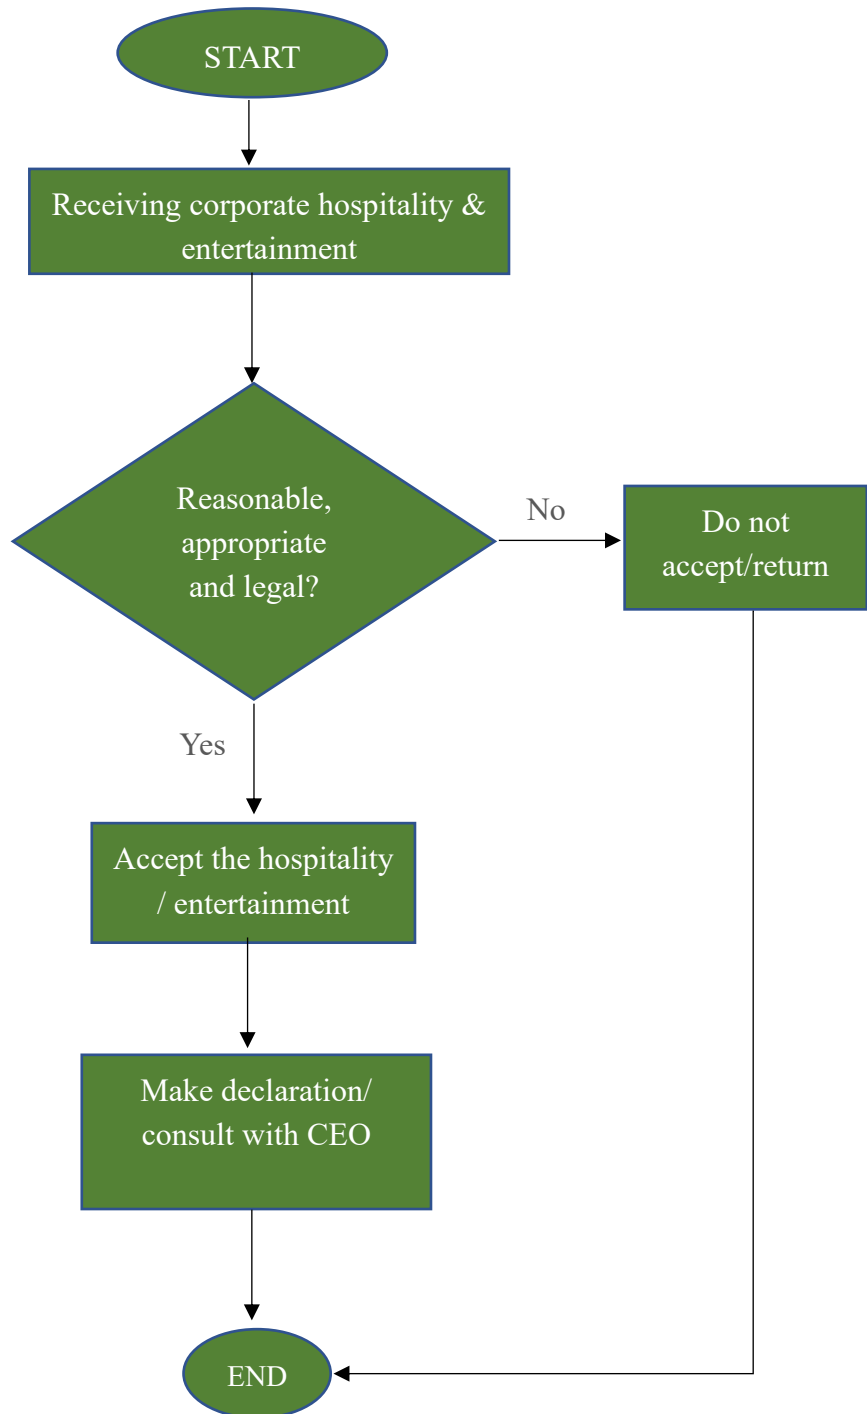 START
Receiving corporate hospitality &
entertainment
Reasonable,
appropriate
and legal?
No
Do not
accept/return
Yes
Accept the hospitality
/ entertainment
Make declaration/
consult with CEO
END